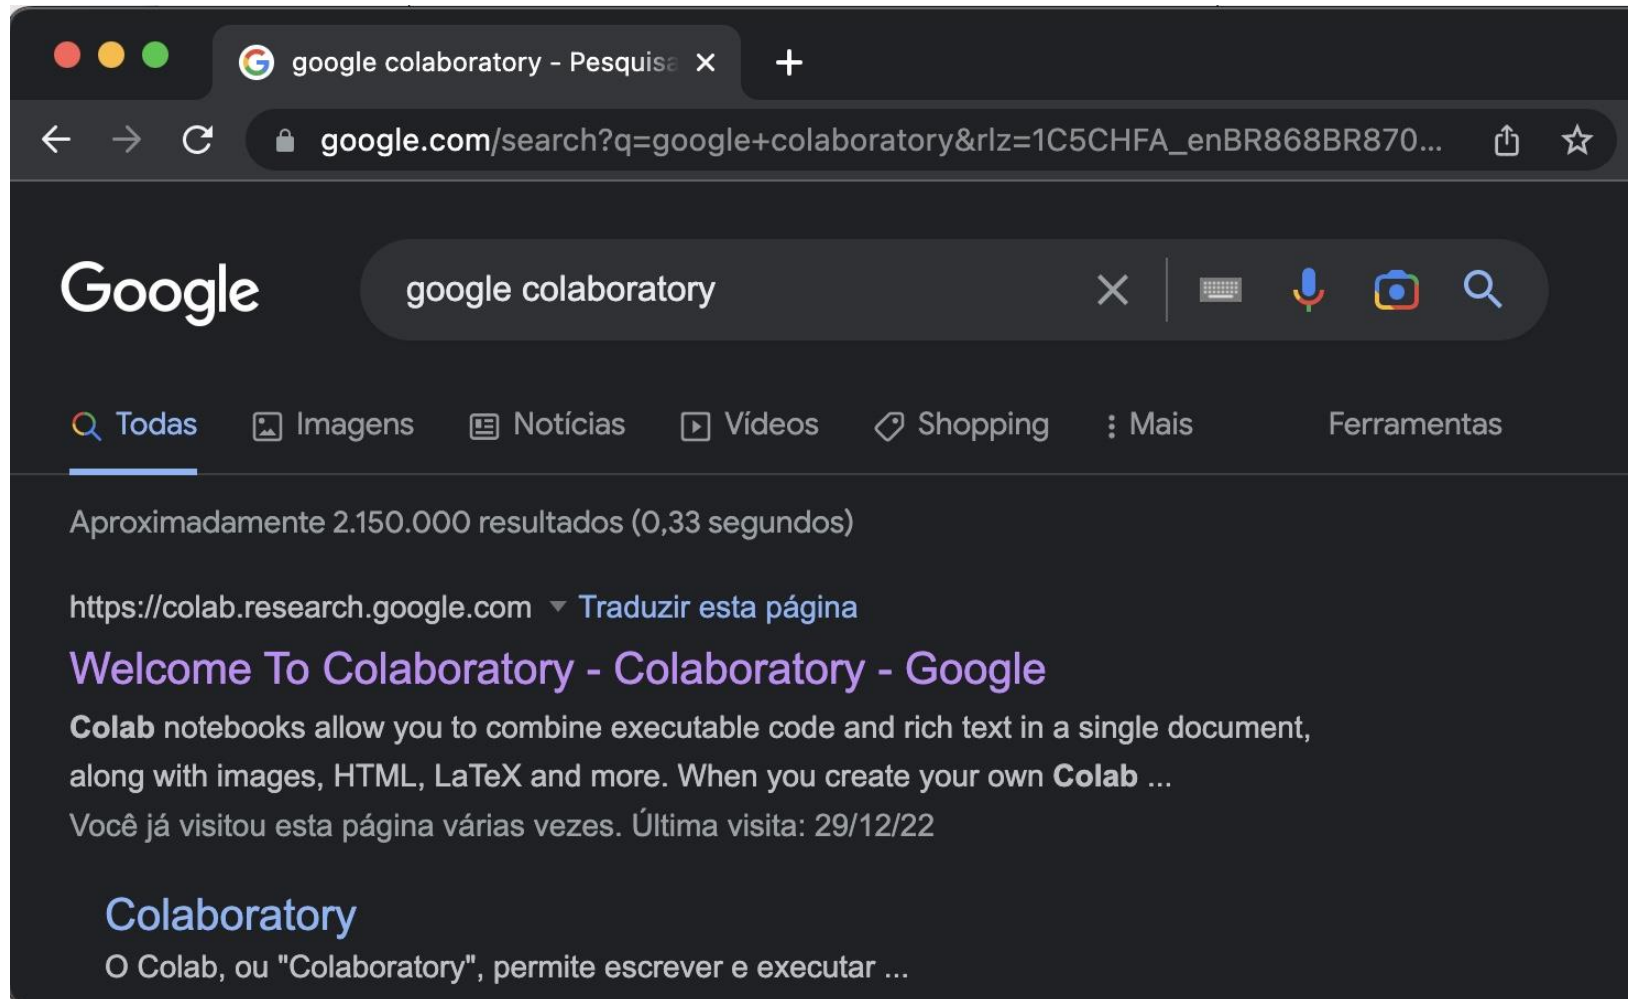 google colaboratory - Pesquisa
google.com/search?q=google+colaboratory&rlz=1C5CHFA_enBR868BR870...
Google
google colaboratory
Todas Imagens Notícias Vídeos Shopping Mais Ferramentas
Aproximadamente 2.150.000 resultados (0,33 segundos)
https://colab.research.google.com Traduzir esta página
Welcome To Colaboratory - Colaboratory - Google
Colab notebooks allow you to combine executable code and rich text in a single document,
along with images, HTML, LaTeX and more. When you create your own Colab ...
Você já visitou esta página várias vezes. Última visita: 29/12/22
Colaboratory
O Colab, ou "Colaboratory", permite escrever e executar ...